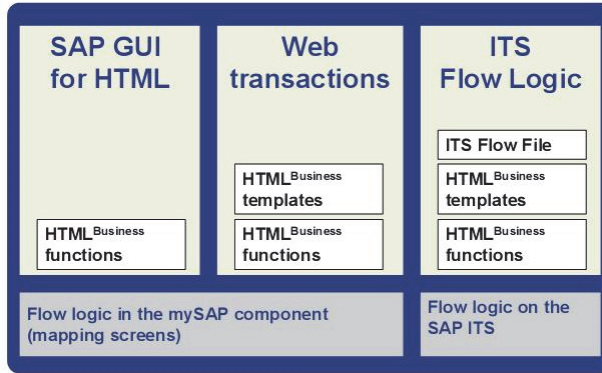 SAP GUI
for HTML
HTMLBusiness
functions
Web
transactions
HTMLBusiness
templates
HTMLBusiness
functions
ITS
Flow Logic
ITS Flow File
HTMLBusiness
templates
HTMLBusiness
functions
Flow logic in the mySAP component
(mapping screens)
Flow logic on the
SAP ITS